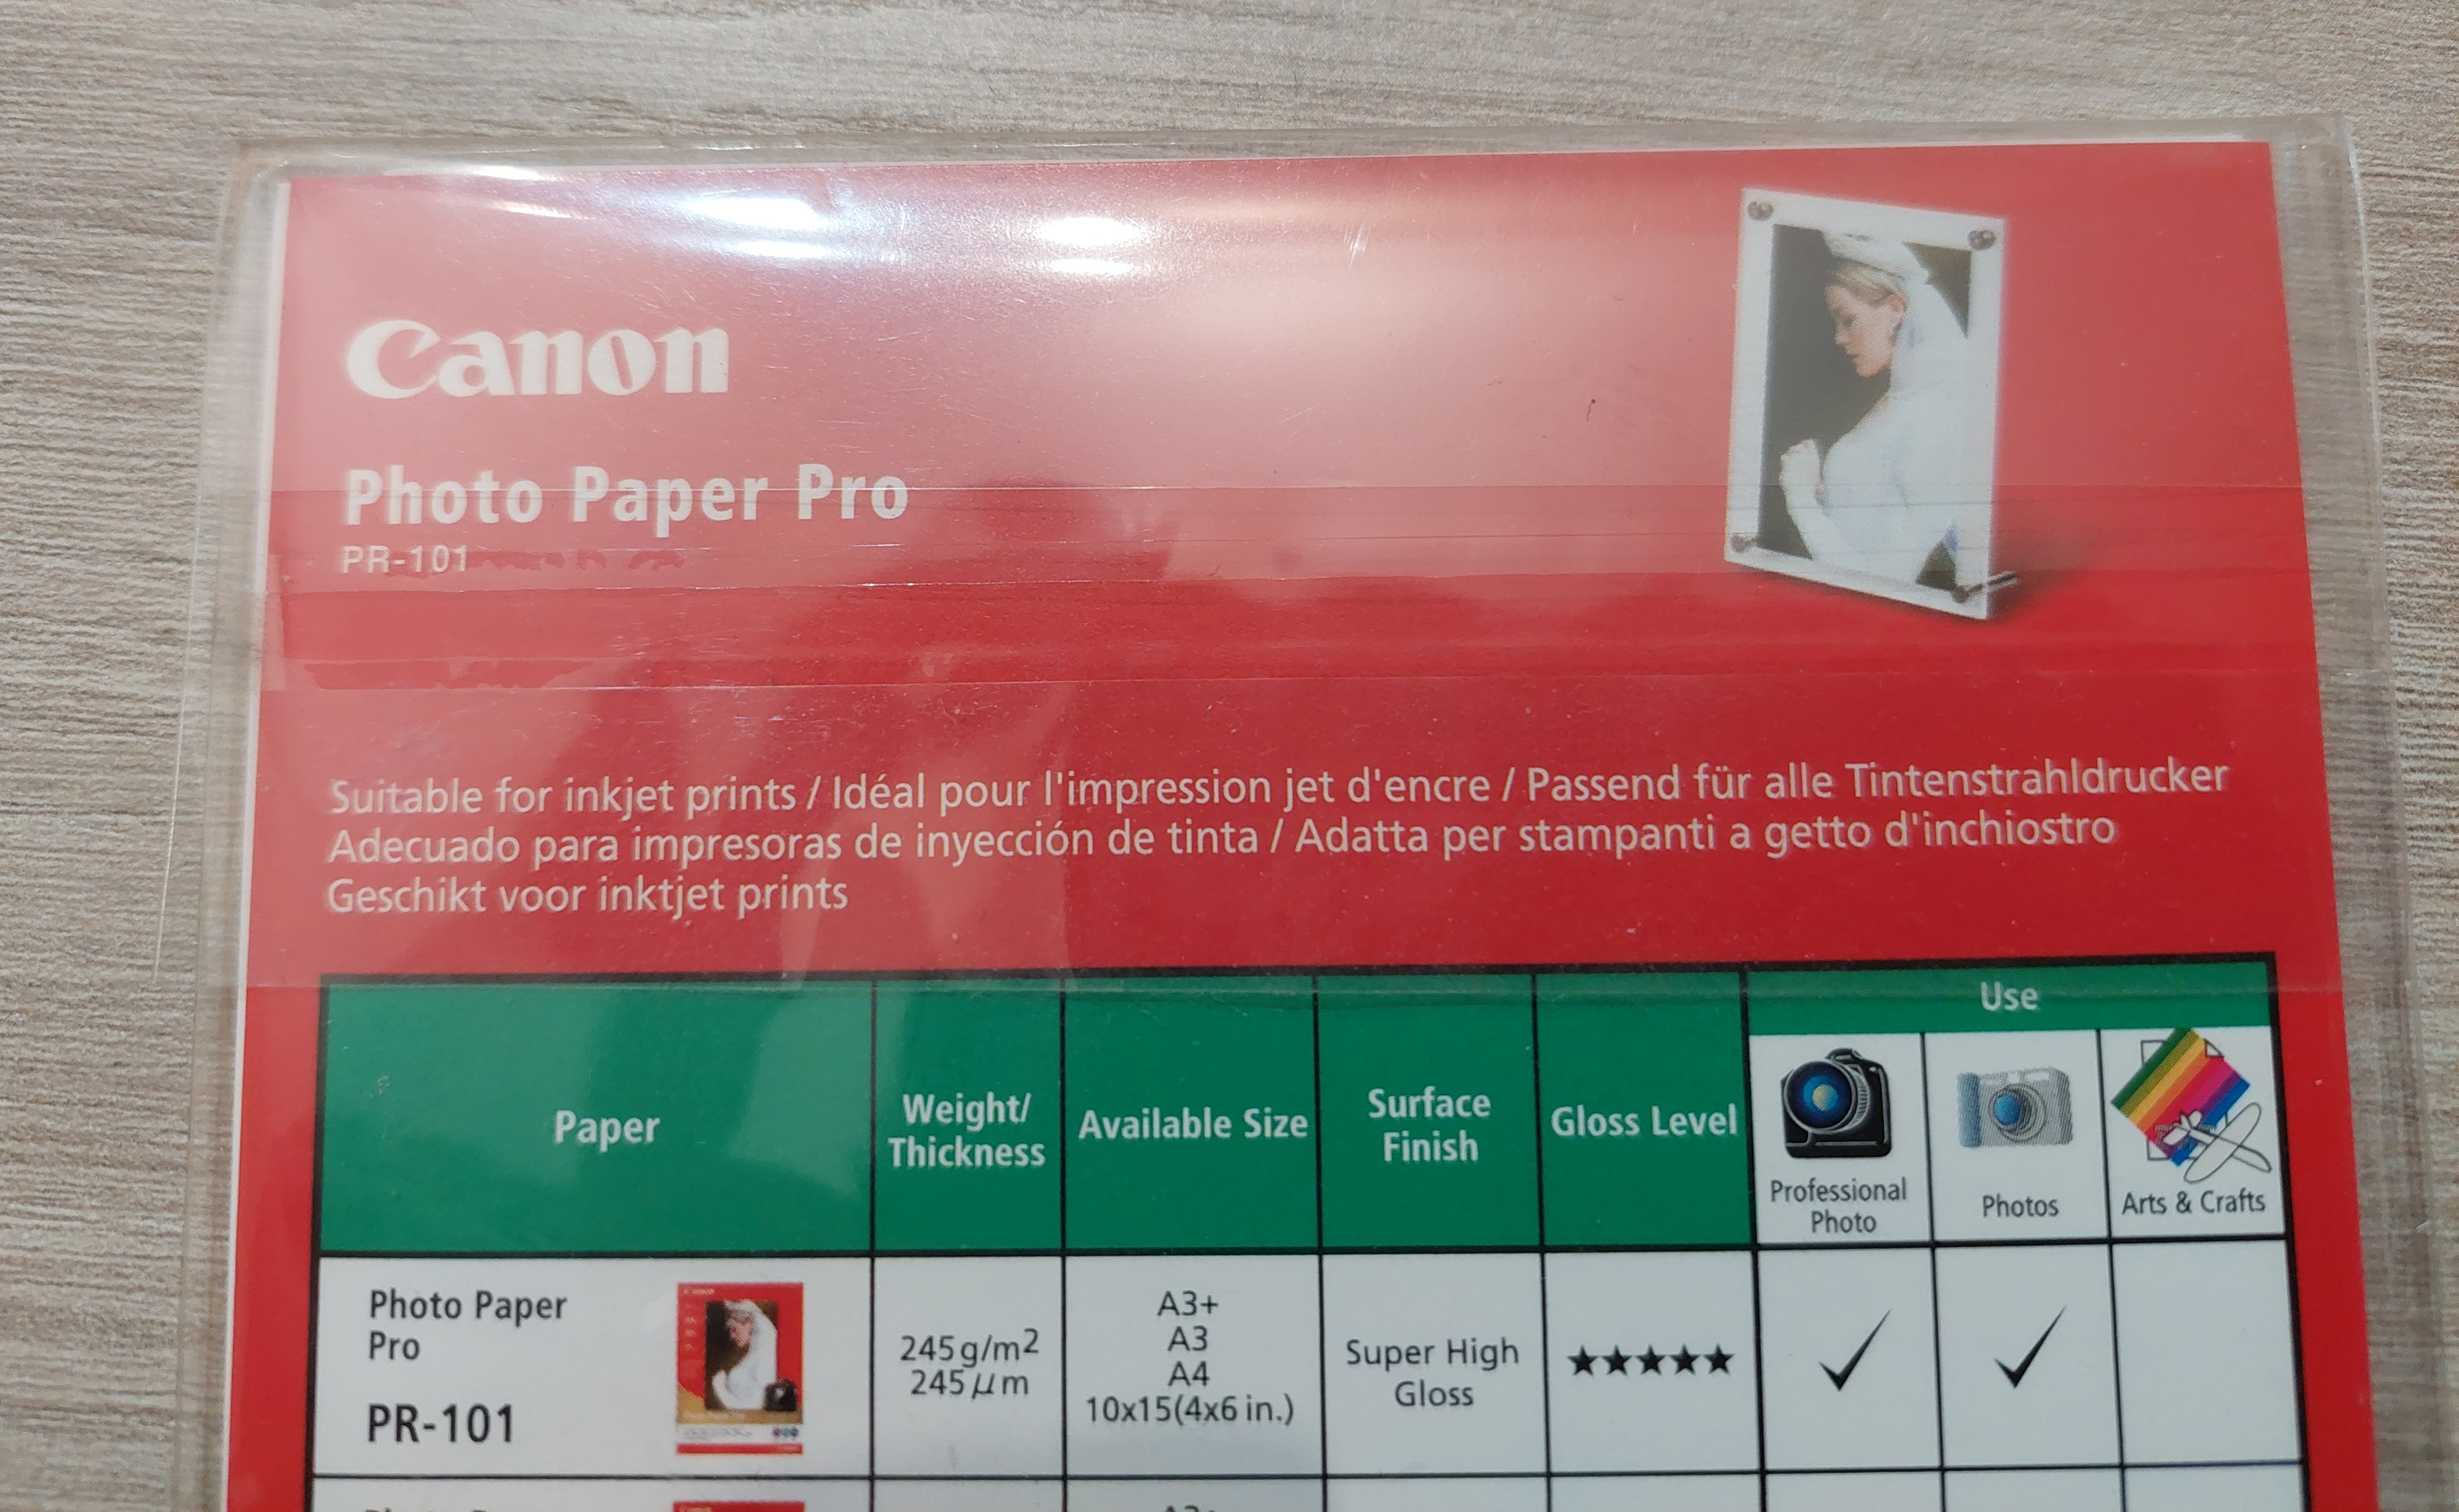 Canon
Photo Paper Pro
PR-101
Suitable for inkjet prints / Idéal pour l'impression jet d'encre / Passend für alle Tintenstrahldrucker
Adecuado para impresoras de inyección de tinta / Adatta per stampanti a getto d'inchiostro
Geschikt voor inktjet prints
Use
Paper
Weight/
Thickness
Available Size
Surface
Finish
Gloss Level
Professional
Photo
Photos
Arts & Crafts
Photo Paper
Pro
PR-101
245g/m2
245μm
A3+
A3
A4
10x15(4x6 in.)
Super High
Gloss
★★★★★